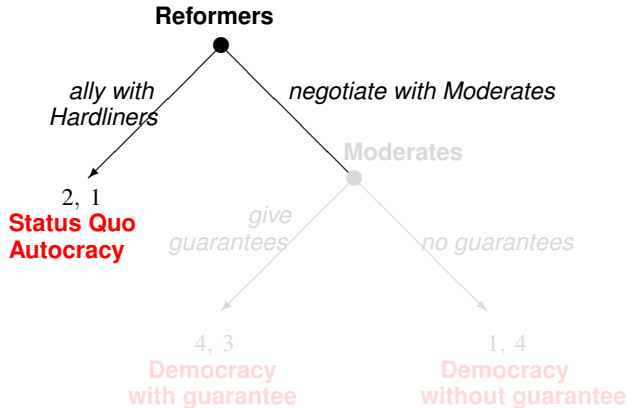 Reformers
ally with
Hardliners
negotiate with Moderates
Moderates
2, 1
Status Quo
Autocracy
give
guarantees
no guarantees
4, 3
Democracy
with guarantee
1, 4
Democracy
without guarantee